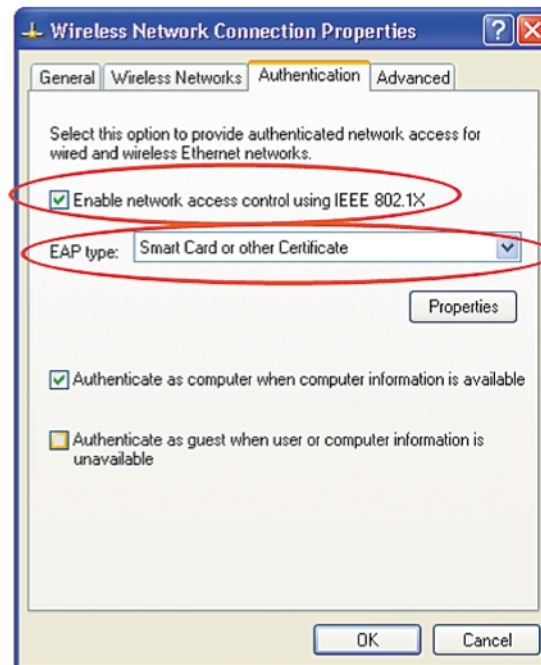 Wireless Network Connection Properties
General Wireless Networks Authentication Advanced
Select this option to provide authenticated network access for
wired and wireless Ethernet networks.
Enable network access control using IEEE 802.1X
EAP type: Smart Card or other Certificate
Properties
Authenticate as computer when computer information is available
Authenticate as guest when user or computer information is
unavailable
OK Cancel